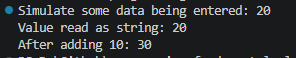 Simulate some data being entered: 20
Value read as string: 20
After adding 10: 30